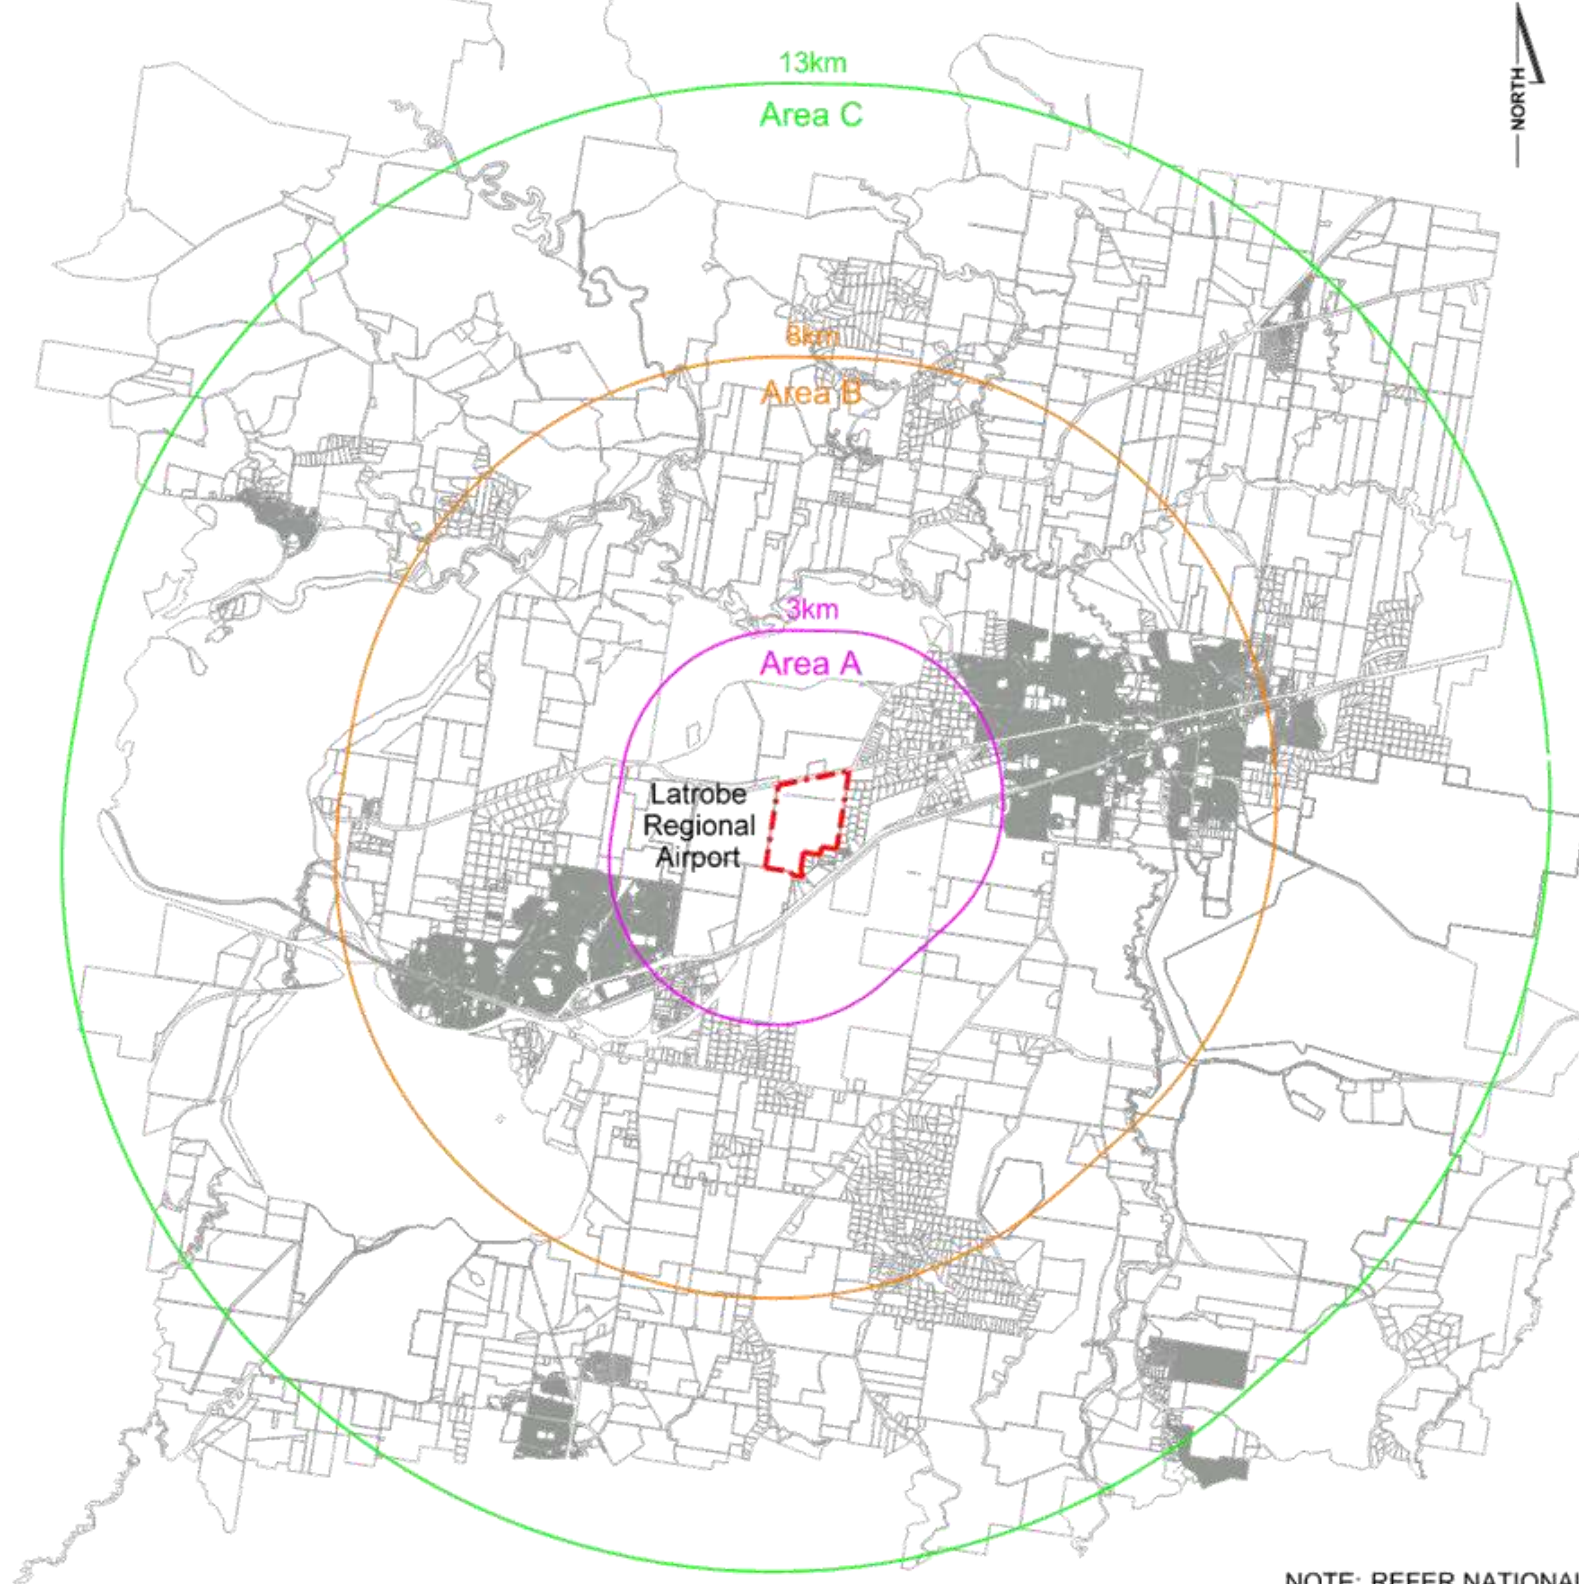 13km
Area C
NORTH
8km
Area B
3km
Area A
Latrobe
Regional
Airport
NOTE: REFER NATIONAL